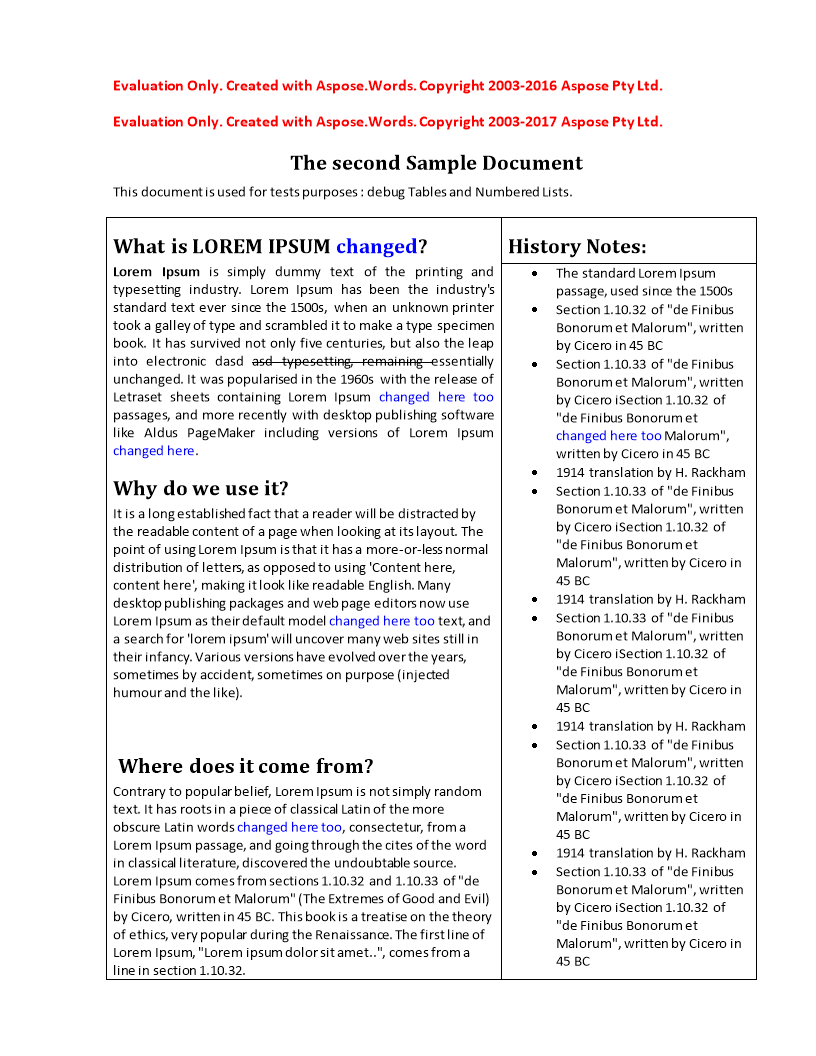 Evaluation Only. Created with Aspose.Words. Copyright 2003-2016 Aspose Pty Ltd.
Evaluation Only. Created with Aspose.Words. Copyright 2003-2017 Aspose Pty Ltd.
The second Sample Document
This document is used for tests purposes : debug Tables and Numbered Lists.
What is LOREM IPSUM changed?
Lorem Ipsum is simply dummy text of the printing and
typesetting industry. Lorem Ipsum has been the industry's
standard text ever since the 1500s, when an unknown printer
took a galley of type and scrambled it to make a type specimen
book. It has survived not only five centuries, but also the leap
into electronic dasd asd typesetting, remaining essentially
unchanged. It was popularised in the 1960s with the release of
Letraset sheets containing Lorem Ipsum changed here too
passages, and more recently with desktop publishing software
like Aldus PageMaker including versions of Lorem Ipsum
changed here.
Why do we use it?
It is a long established fact that a reader will be distracted by
the readable content of a page when looking at its layout. The
point of using Lorem Ipsum is that it has a more-or-less normal
distribution of letters, as opposed to using 'Content here,
content here', making it look like readable English. Many
desktop publishing packages and web page editors now use
Lorem Ipsum as their default model changed here too text, and
a search for 'lorem ipsum' will uncover many web sites still in
their infancy. Various versions have evolved over the years,
sometimes by accident, sometimes on purpose (injected
humour and the like).
Where does it come from?
Contrary to popular belief, Lorem Ipsum is not simply random
text. It has roots in a piece of classical Latin of the more
obscure Latin words changed here too, consectetur, from a
Lorem Ipsum passage, and going through the cites of the word
in classical literature, discovered the undoubtable source.
Lorem Ipsum comes from sections 1.10.32 and 1.10.33 of "de
Finibus Bonorum et Malorum" (The Extremes of Good and Evil)
by Cicero, written in 45 BC. This book is a treatise on the theory
of ethics, very popular during the Renaissance. The first line of
Lorem Ipsum, "Lorem ipsum dolor sit amet..", comes from a
line in section 1.10.32.
History Notes:
• The standard Lorem Ipsum
passage, used since the 1500s
• Section 1.10.32 of "de Finibus
Bonorum et Malorum", written
by Cicero in 45 BC
• Section 1.10.33 of "de Finibus
Bonorum et Malorum", written
by Cicero iSection 1.10.32 of
"de Finibus Bonorum et
changed here too Malorum",
written by Cicero in 45 BC
• 1914 translation by H. Rackham
• Section 1.10.33 of "de Finibus
Bonorum et Malorum", written
by Cicero iSection 1.10.32 of
"de Finibus Bonorum et
Malorum", written by Cicero in
45 BC
• 1914 translation by H. Rackham
• Section 1.10.33 of "de Finibus
Bonorum et Malorum", written
by Cicero iSection 1.10.32 of
"de Finibus Bonorum et
Malorum", written by Cicero in
45 BC
• 1914 translation by H. Rackham
• Section 1.10.33 of "de Finibus
Bonorum et Malorum", written
by Cicero iSection 1.10.32 of
"de Finibus Bonorum et
Malorum", written by Cicero in
45 BC
• 1914 translation by H. Rackham
• Section 1.10.33 of "de Finibus
Bonorum et Malorum", written
by Cicero iSection 1.10.32 of
"de Finibus Bonorum et
Malorum", written by Cicero in
45 BC